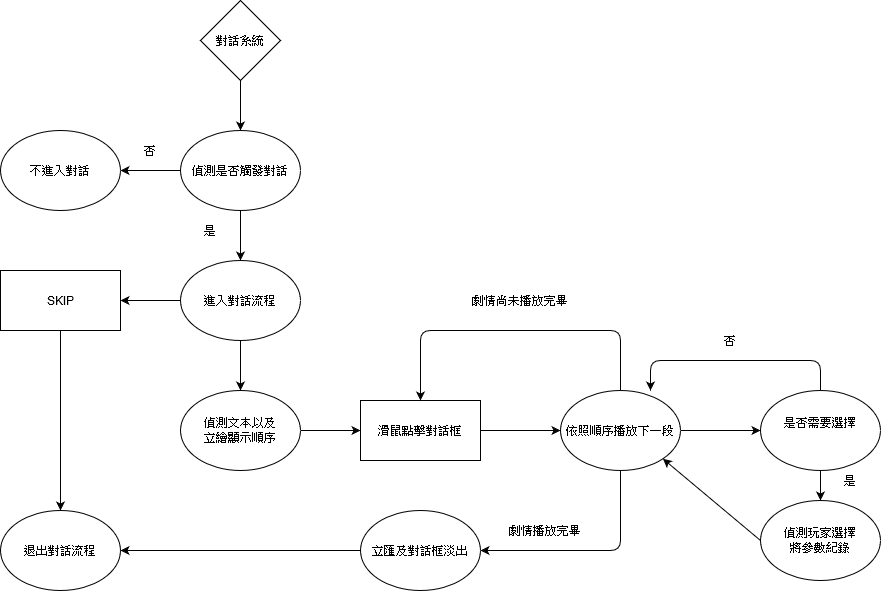 對話系統
否
不進入對話
偵測是否觸發對話
是
SKIP
進入對話流程
劇情尚未播放完畢
否
偵測文本以及
立繪顯示順序
滑鼠點擊對話框
依照順序播放下一段
是否需要選擇
是
劇情播放完畢
偵測玩家選擇
將參數紀錄
退出對話流程
立匯及對話框淡出